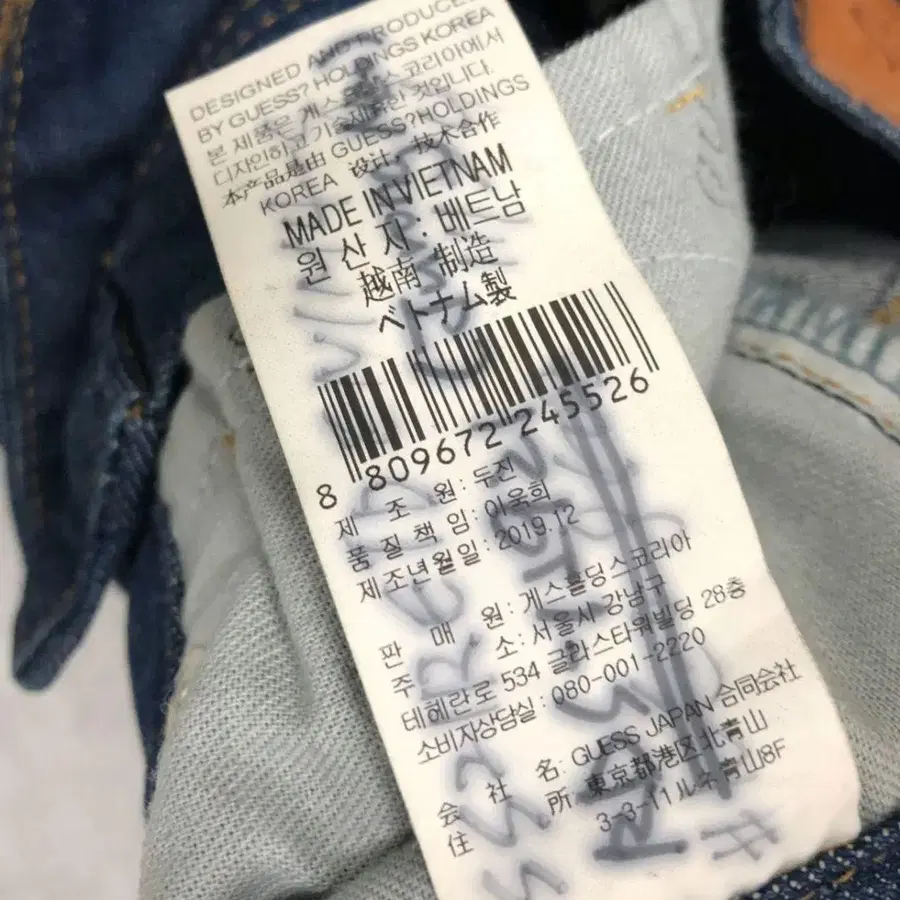 DESIGNED AND PRODUCED
BY GUESS? HOLDINGS KOREA
본 제품은 게스홀딩스코리아에서
디자인하고 기술제휴한 것입니다.
本产品是由 GUESS?HOLDINGS
KOREA 设计, 技术合作
MADE IN VIETNAM
원 산 지 : 베트남
越南 制造
ベトナム製
8 809672 245526
제 조 원 : 두진
품 질 책 임 : 이욱희
제조년월일 : 2019.12
판 매 원 : 게스홀딩스코리아
주 소 : 서울시 강남구
테헤란로 534 글라스타워빌딩 28층
소비자상담실 : 080-001-2220
会 社 名: GUESS JAPAN 合同会社
住 所 東京都港区北青山
3-3-11ルネ青山8F